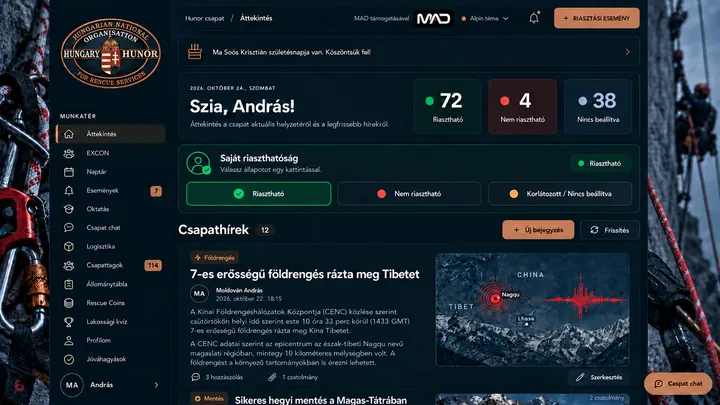 HUNGARIAN NATIONAL
ORGANISATION
HUNGARY HUNOR
FOR RESCUE SERVICES
MUNKATÉR
Áttekintés
EXCON
Naptár
Események 7
Oktatás
Csapat chat
Logisztika
Csapattagok 114
Állománytábla
Rescue Coins
Lakossági kvíz
Profilom
Jóváhagyások
MA András
Hunor csapat / Áttekintés
MAD támogatásával MAD Alpin téma
+ RIASZTÁSI ESEMÉNY
Ma Soós Krisztián születésnapja van. Köszöntsük fel!
2026. OKTÓBER 24., SZOMBAT
Szia, András!
Áttekintés a csapat aktuális helyzetéről és a legfrissebb hírekről.
72
Riasztható
4
Nem riasztható
38
Nincs beállítva
Saját riaszthatóság
Válassz állapotot egy kattintással.
Riasztható
Riasztható
Nem riasztható
Korlátozott / Nincs beállítva
Csapathírek 12
+ Új bejegyzés
Frissítés
Földrengés
7-es erősségű földrengés rázta meg Tibetet
MA Moldován András
2026. október 22. 18:15
A Kínai Földrengéshálózatok Központja (CENC) közlése szerint
csütörtökön helyi idő szerint este 10 óra 33 perc körül (1433 GMT)
7-es erősségű földrengés rázta meg Kína Tibetet.
A CENC adatai szerint az epicentrum az észak-tibeti Nagqu nevű
magaslati régióban, mintegy 10 kilométeres mélységben volt. A
földrengést a környező tartományokban is érezni lehetett.
3 hozzászólás
1 csatolmány
CHINA
TIBET
Nagqu
Lhasa
Szerkesztés
Mentés
Sikeres hegyi mentés a Magas-Tátrában
2 csatolmány
Csapat chat